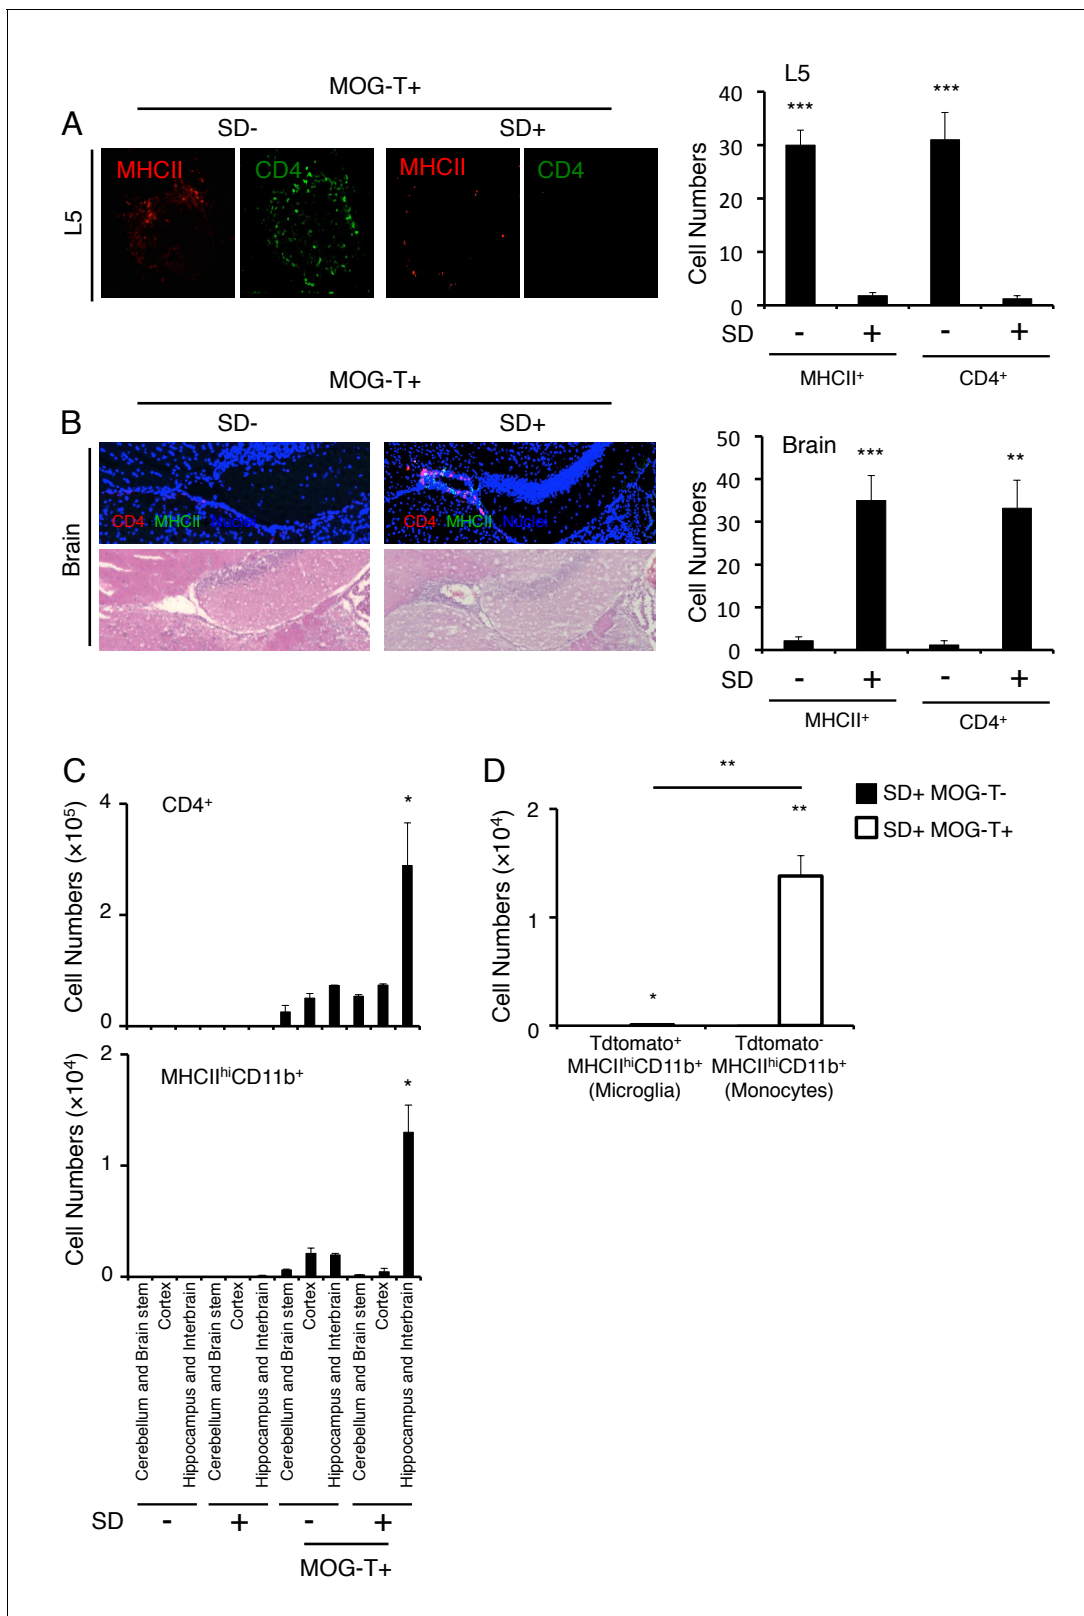 A
MOG-T+
SD-
SD+
L5
MHCII
CD4
MHCII
CD4
L5
Cell Numbers
40
30
20
10
0
***
***
SD
-
+
-
+
MHCII⁺
CD4⁺
B
MOG-T+
SD-
SD+
Brain
CD4 MHCII Nuclei
CD4 MHCII Nuclei
Brain
Cell Numbers
50
40
30
20
10
0
***
**
SD
-
+
-
+
MHCII⁺
CD4⁺
C
CD4⁺
Cell Numbers (×10⁵)
4
2
0
*
MHCIIʰⁱCD11b⁺
Cell Numbers (×10⁴)
2
1
0
*
Cerebellum and Brain stem
Cortex
Hippocampus and Interbrain
Cerebellum and Brain stem
Cortex
Hippocampus and Interbrain
Cerebellum and Brain stem
Cortex
Hippocampus and Interbrain
Cerebellum and Brain stem
Cortex
Hippocampus and Interbrain
SD
-
+
-
+
MOG-T+
D
Cell Numbers (×10⁴)
2
1
0
**
**
*
SD+ MOG-T-
SD+ MOG-T+
Tdtomato⁺
MHCIIʰⁱCD11b⁺
(Microglia)
Tdtomato⁻
MHCIIʰⁱCD11b⁺
(Monocytes)